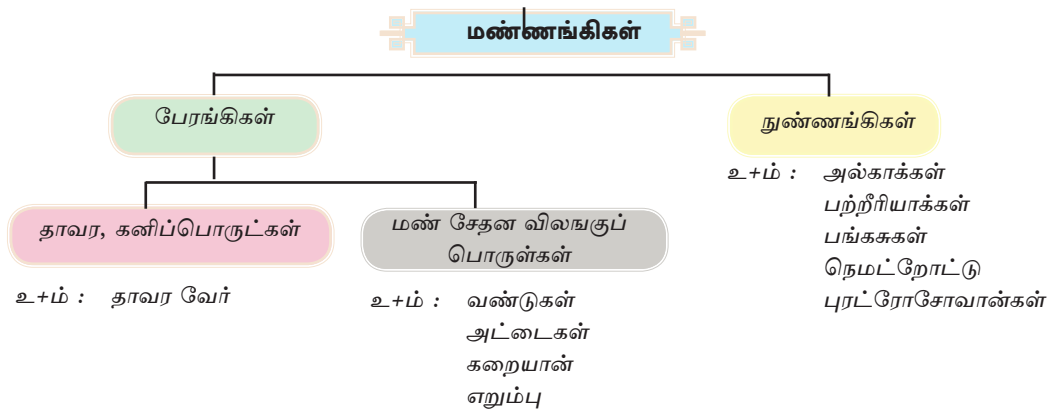 மண்ணங்கிகள்
பேரங்கிகள்
நுண்ணங்கிகள்
தாவர, கனிப்பொருட்கள்
உ+ம் : தாவர வேர்
மண் சேதன விலஙகுப்
பொருள்கள்
உ+ம் : வண்டுகள்
அட்டைகள்
கறையான்
எறும்பு
உ+ம் : அல்காக்கள்
பற்றீரியாக்கள்
பங்கசுகள்
நெமட்றோட்டு
புரட்ரோசோவான்கள்